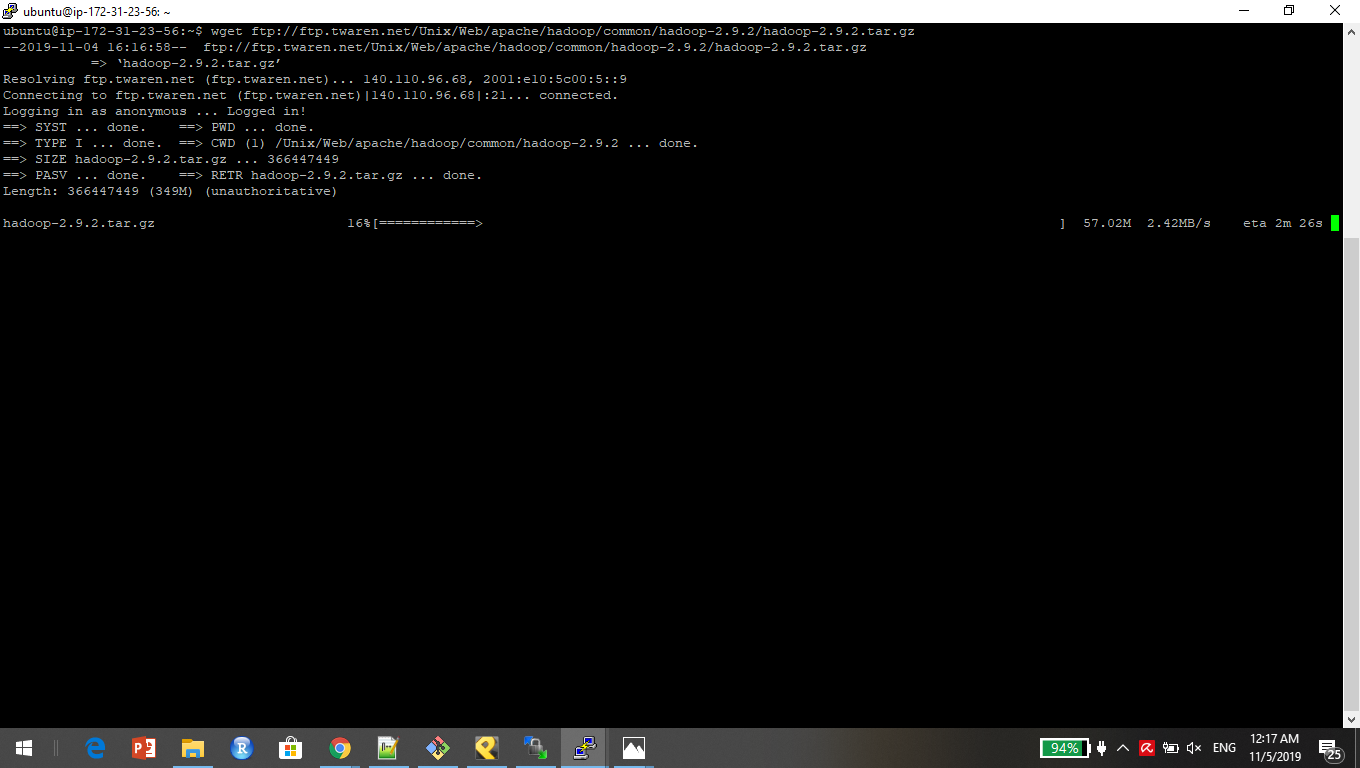 ubuntu@ip-172-31-23-56: ~
ubuntu@ip-172-31-23-56:~$ wget ftp://ftp.twaren.net/Unix/Web/apache/hadoop/common/hadoop-2.9.2/hadoop-2.9.2.tar.gz
--2019-11-04 16:16:58--  ftp://ftp.twaren.net/Unix/Web/apache/hadoop/common/hadoop-2.9.2/hadoop-2.9.2.tar.gz
           => ‘hadoop-2.9.2.tar.gz’
Resolving ftp.twaren.net (ftp.twaren.net)... 140.110.96.68, 2001:e10:5c00:5::9
Connecting to ftp.twaren.net (ftp.twaren.net)|140.110.96.68|:21... connected.
Logging in as anonymous ... Logged in!
==> SYST ... done.    ==> PWD ... done.
==> TYPE I ... done.  ==> CWD (1) /Unix/Web/apache/hadoop/common/hadoop-2.9.2 ... done.
==> SIZE hadoop-2.9.2.tar.gz ... 366447449
==> PASV ... done.    ==> RETR hadoop-2.9.2.tar.gz ... done.
Length: 366447449 (349M) (unauthoritative)
hadoop-2.9.2.tar.gz                        16%[============>                                                                        ]  57.02M  2.42MB/s    eta 2m 26s
94% ENG 12:17 AM
11/5/2019 25